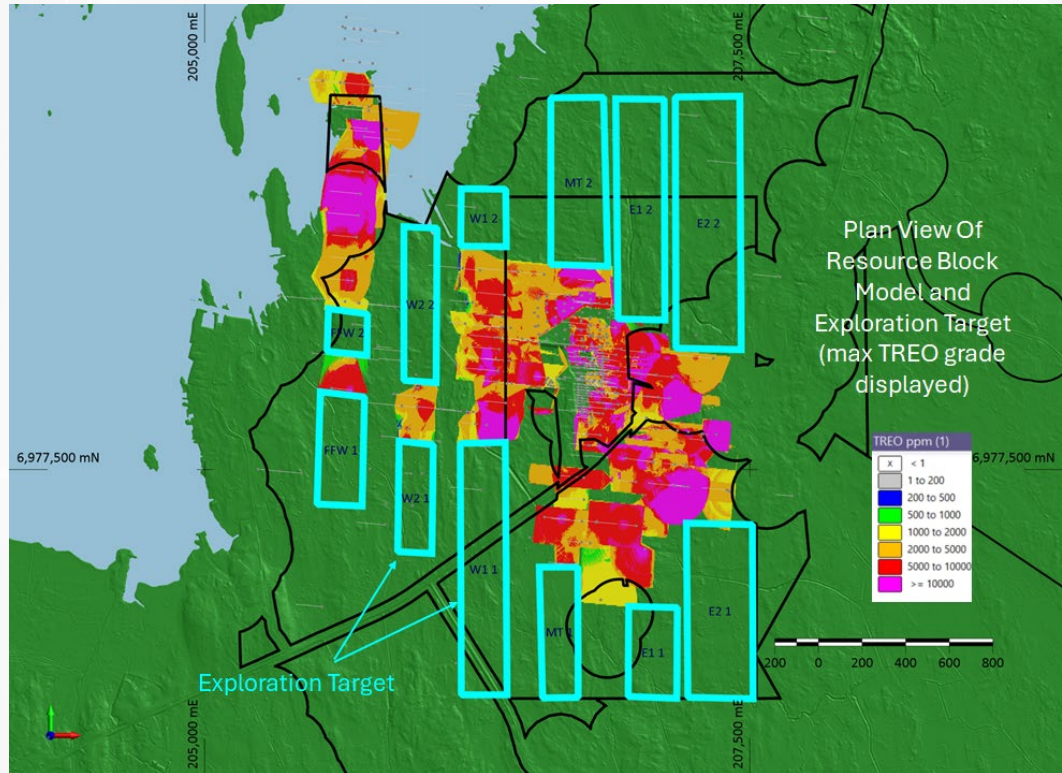 205,000 mE
207,500 mE
MT 2
E1 2
E2 2
W1 2
W2 2
FFW 2
FFW 1
W2 1
W1 1
MT 1
E1 1
E2 1
Plan View Of
Resource Block
Model and
Exploration Target
(max TREO grade
displayed)
6,977,500 mN
6,977,500 mN
TREO ppm (1)
x < 1
1 to 200
200 to 500
500 to 1000
1000 to 2000
2000 to 5000
5000 to 10000
>= 10000
200 0 200 400 600 800
Exploration Target
205,000 mE
207,500 mE